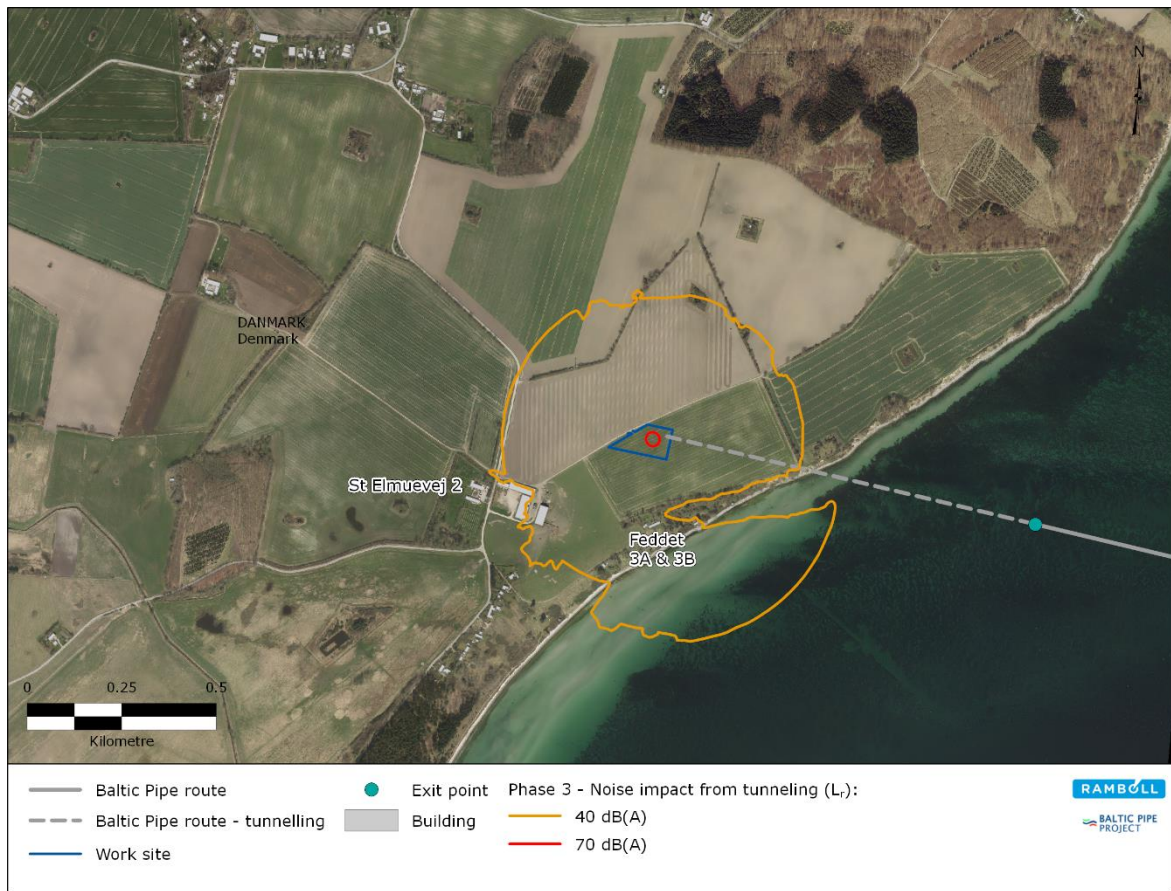 N
DANMARK
Denmark
St Elmuevej 2
Feddet
3A & 3B
0 0.25 0.5
Kilometre
Baltic Pipe route
Baltic Pipe route - tunnelling
Work site
Exit point
Building
Phase 3 - Noise impact from tunneling (Lr):
40 dB(A)
70 dB(A)
RAMBOLL
BALTIC PIPE
PROJECT